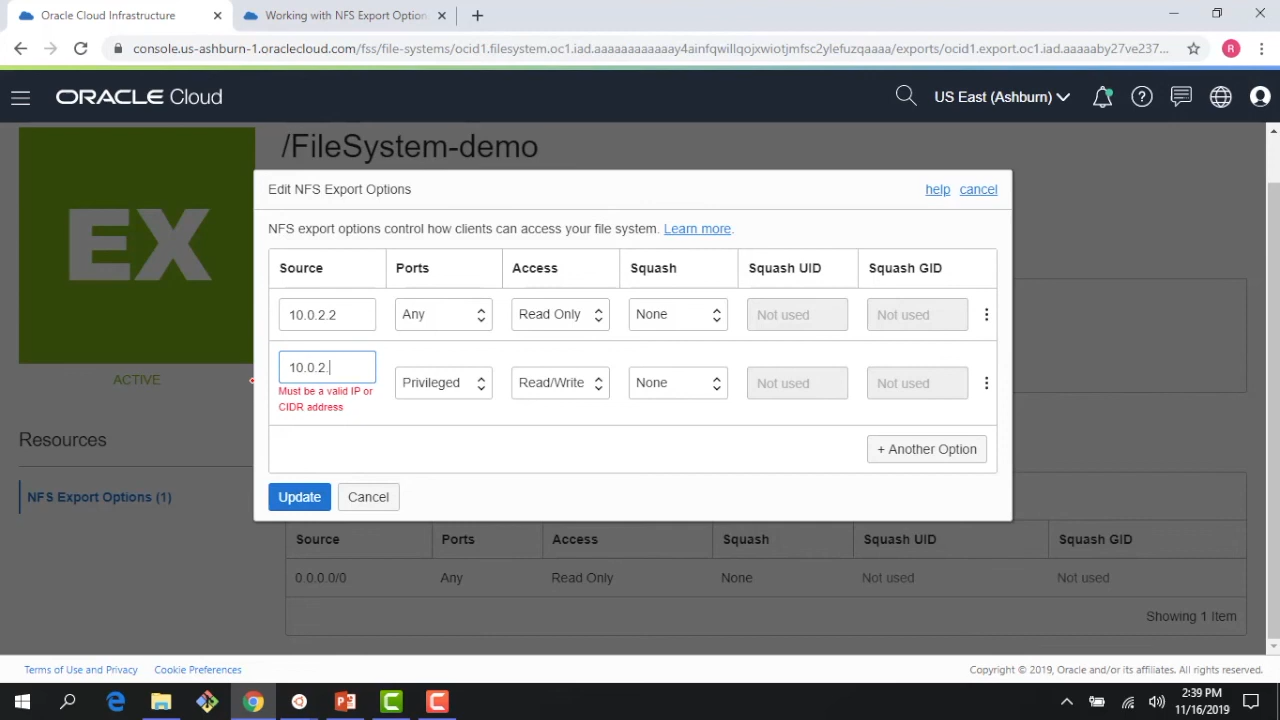 Oracle Cloud Infrastructure
Working with NFS Export Option
console.us-ashburn-1.oraclecloud.com/fss/file-systems/ocid1.filesystem.oc1.iad.aaaaaaaaaaay4ainfqwillqojxwiotjmfsc2ylefuzqaaaa/exports/ocid1.export.oc1.iad.aaaaaby27ve237...
R
ORACLE Cloud
US East (Ashburn)
/FileSystem-demo
EX
ACTIVE
Edit NFS Export Options
help cancel
NFS export options control how clients can access your file system. Learn more.
Source Ports Access Squash Squash UID Squash GID
10.0.2.2 Any Read Only None Not used Not used
10.0.2. Privileged Read/Write None Not used Not used
Must be a valid IP or
CIDR address
+ Another Option
Update Cancel
Resources
NFS Export Options (1)
Source Ports Access Squash Squash UID Squash GID
0.0.0.0/0 Any Read Only None Not used Not used
Showing 1 Item
Terms of Use and Privacy Cookie Preferences
Copyright © 2019, Oracle and/or its affiliates. All rights reserved.
2:39 PM
11/16/2019